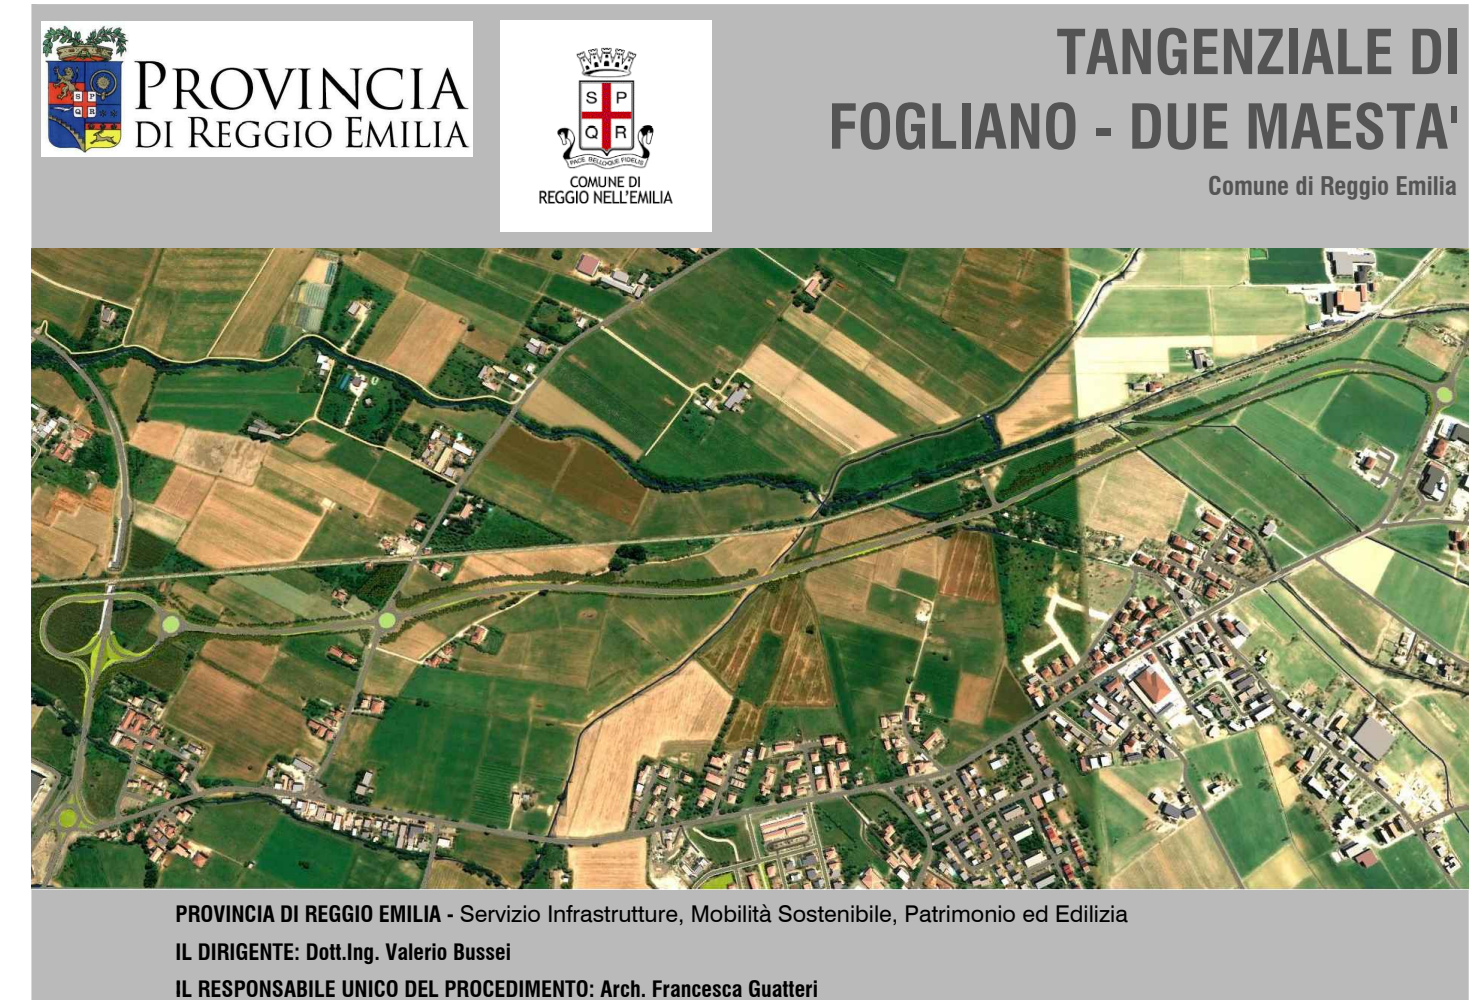 PROVINCIA
DI REGGIO EMILIA
S P
Q R
S P
Q R
PACE BELLOQUE FIDELIS
COMUNE DI
REGGIO NELL'EMILIA
TANGENZIALE DI
FOGLIANO - DUE MAESTA'
Comune di Reggio Emilia
PROVINCIA DI REGGIO EMILIA - Servizio Infrastrutture, Mobilità Sostenibile, Patrimonio ed Edilizia
IL DIRIGENTE: Dott.Ing. Valerio Bussei
IL RESPONSABILE UNICO DEL PROCEDIMENTO: Arch. Francesca Guatteri